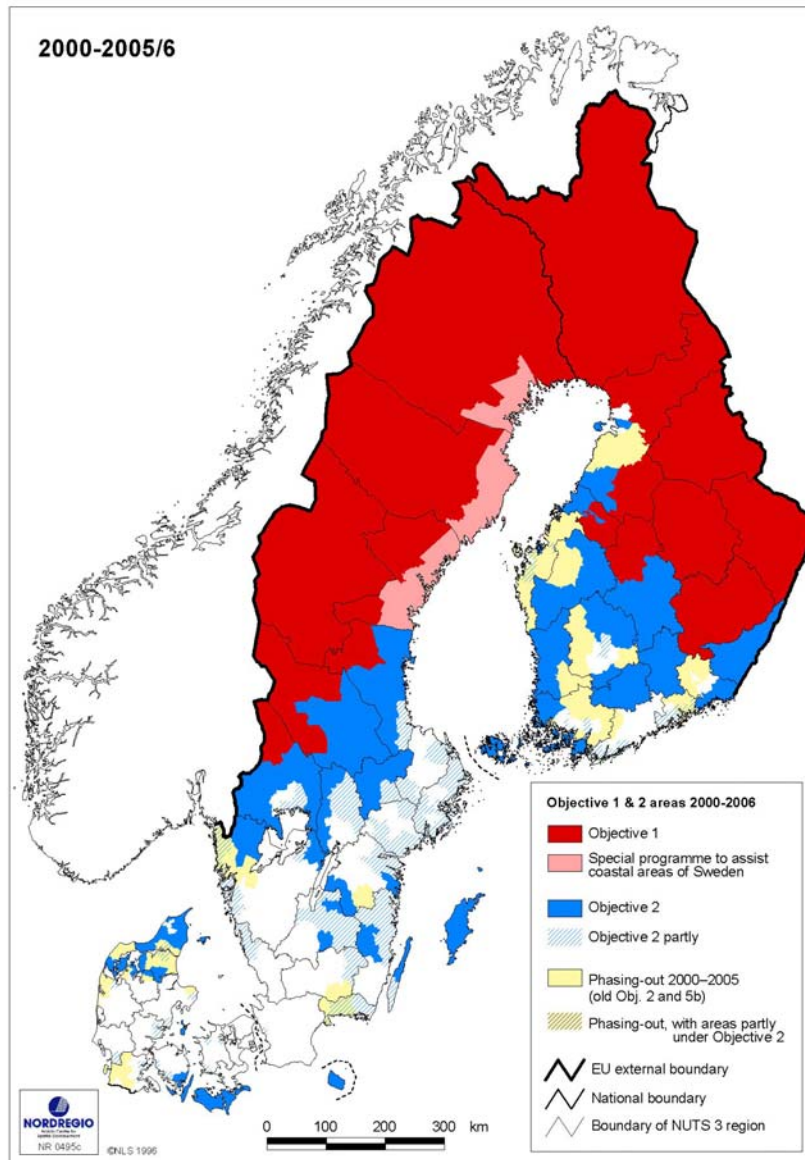 2000-2005/6
Objective 1 & 2 areas 2000-2006
Objective 1
Special programme to assist
coastal areas of Sweden
Objective 2
Objective 2 partly
Phasing-out 2000–2005
(old Obj. 2 and 5b)
Phasing-out, with areas partly
under Objective 2
EU external boundary
National boundary
Boundary of NUTS 3 region
NORDREGIO
NR 0495c
©NLS 1996
0 100 200 300 km